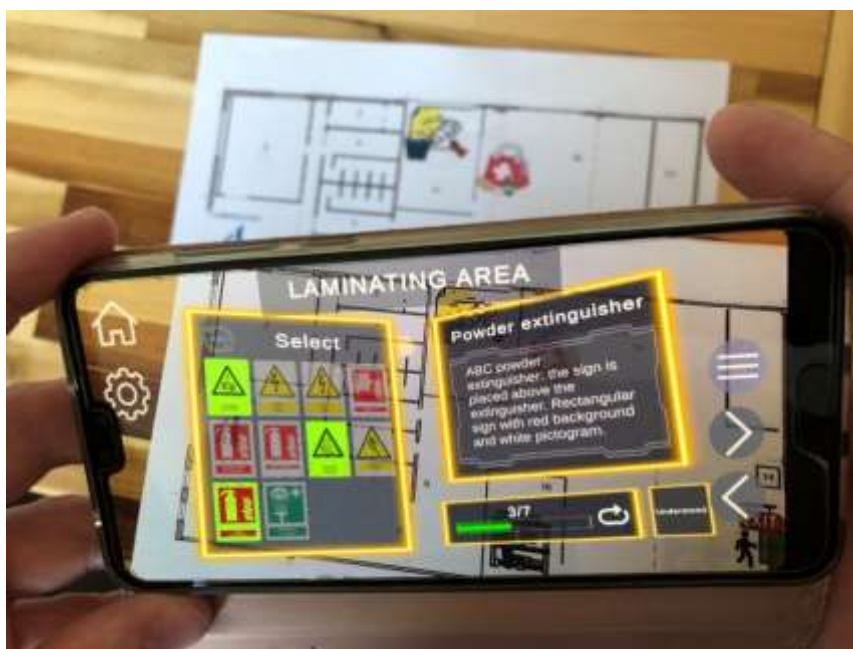 LAMINATING AREA
Select
Powder extinguisher
ABC powder
extinguisher: the sign is
placed above the
extinguisher. Rectangular
sign with red background
and white pictogram.
3/7
Understood